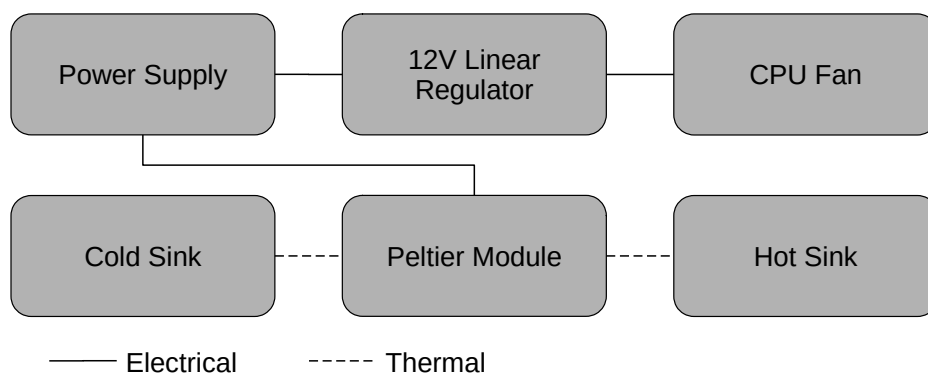 Power Supply
12V Linear
Regulator
CPU Fan
Cold Sink
Peltier Module
Hot Sink
Electrical
Thermal